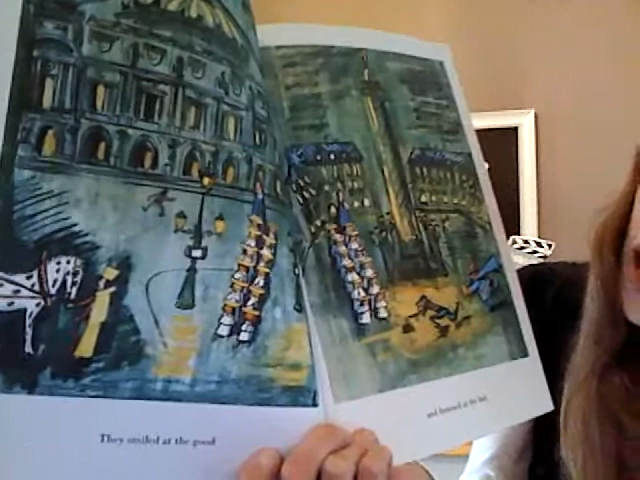 They smiled at the good
and frowned at the bad,